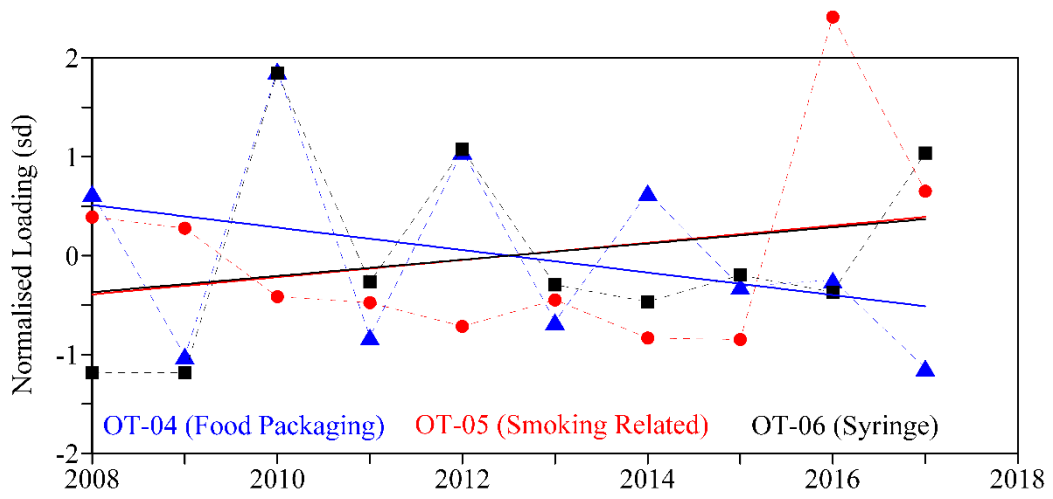 Normalised Loading (sd)
2
1
0
-1
-2
OT-04 (Food Packaging) OT-05 (Smoking Related) OT-06 (Syringe)
2008 2010 2012 2014 2016 2018